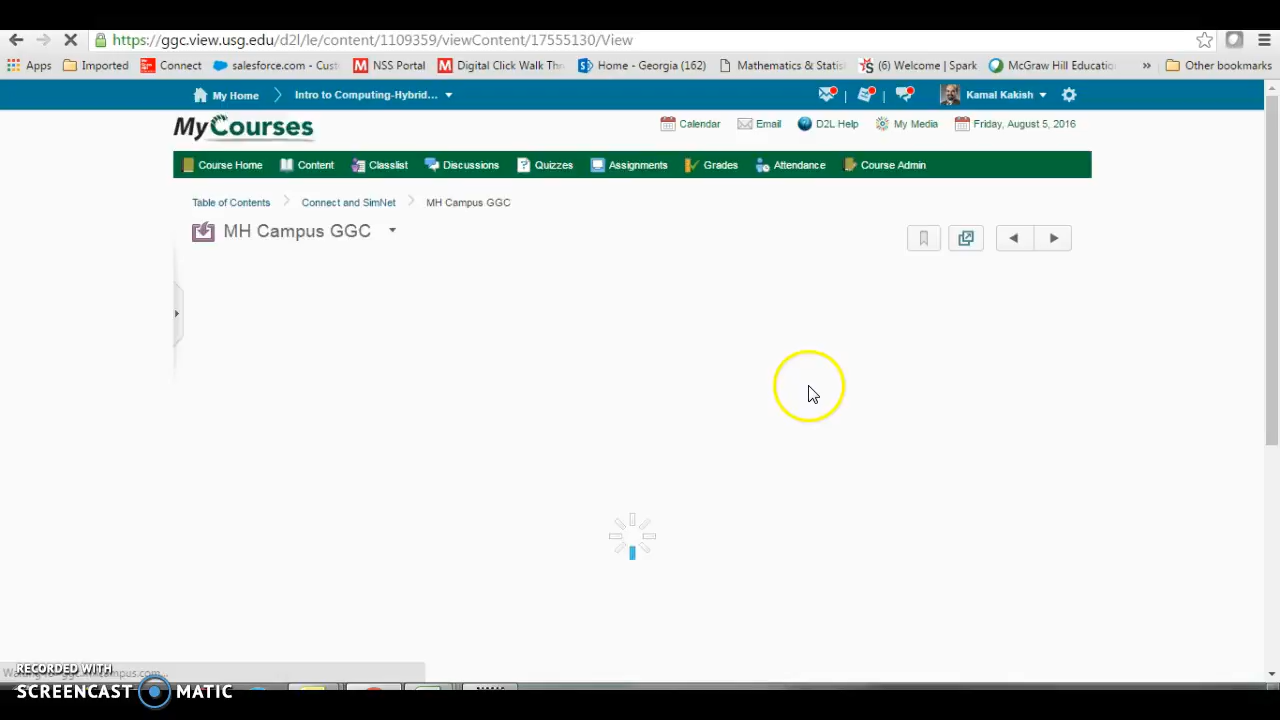 https://ggc.view.usg.edu/d2l/le/content/1109359/viewContent/17555130/View
Apps Imported Connect salesforce.com - Cust NSS Portal Digital Click Walk Thr Home - Georgia (162) Mathematics & Statis (6) Welcome | Spark McGraw Hill Educatio » Other bookmarks
My Home Intro to Computing-Hybrid... Kamal Kakish
MyCourses Calendar Email D2L Help My Media Friday, August 5, 2016
Course Home Content Classlist Discussions Quizzes Assignments Grades Attendance Course Admin
Table of Contents Connect and SimNet MH Campus GGC
MH Campus GGC
RECORDED WITH
SCREENCAST MATIC